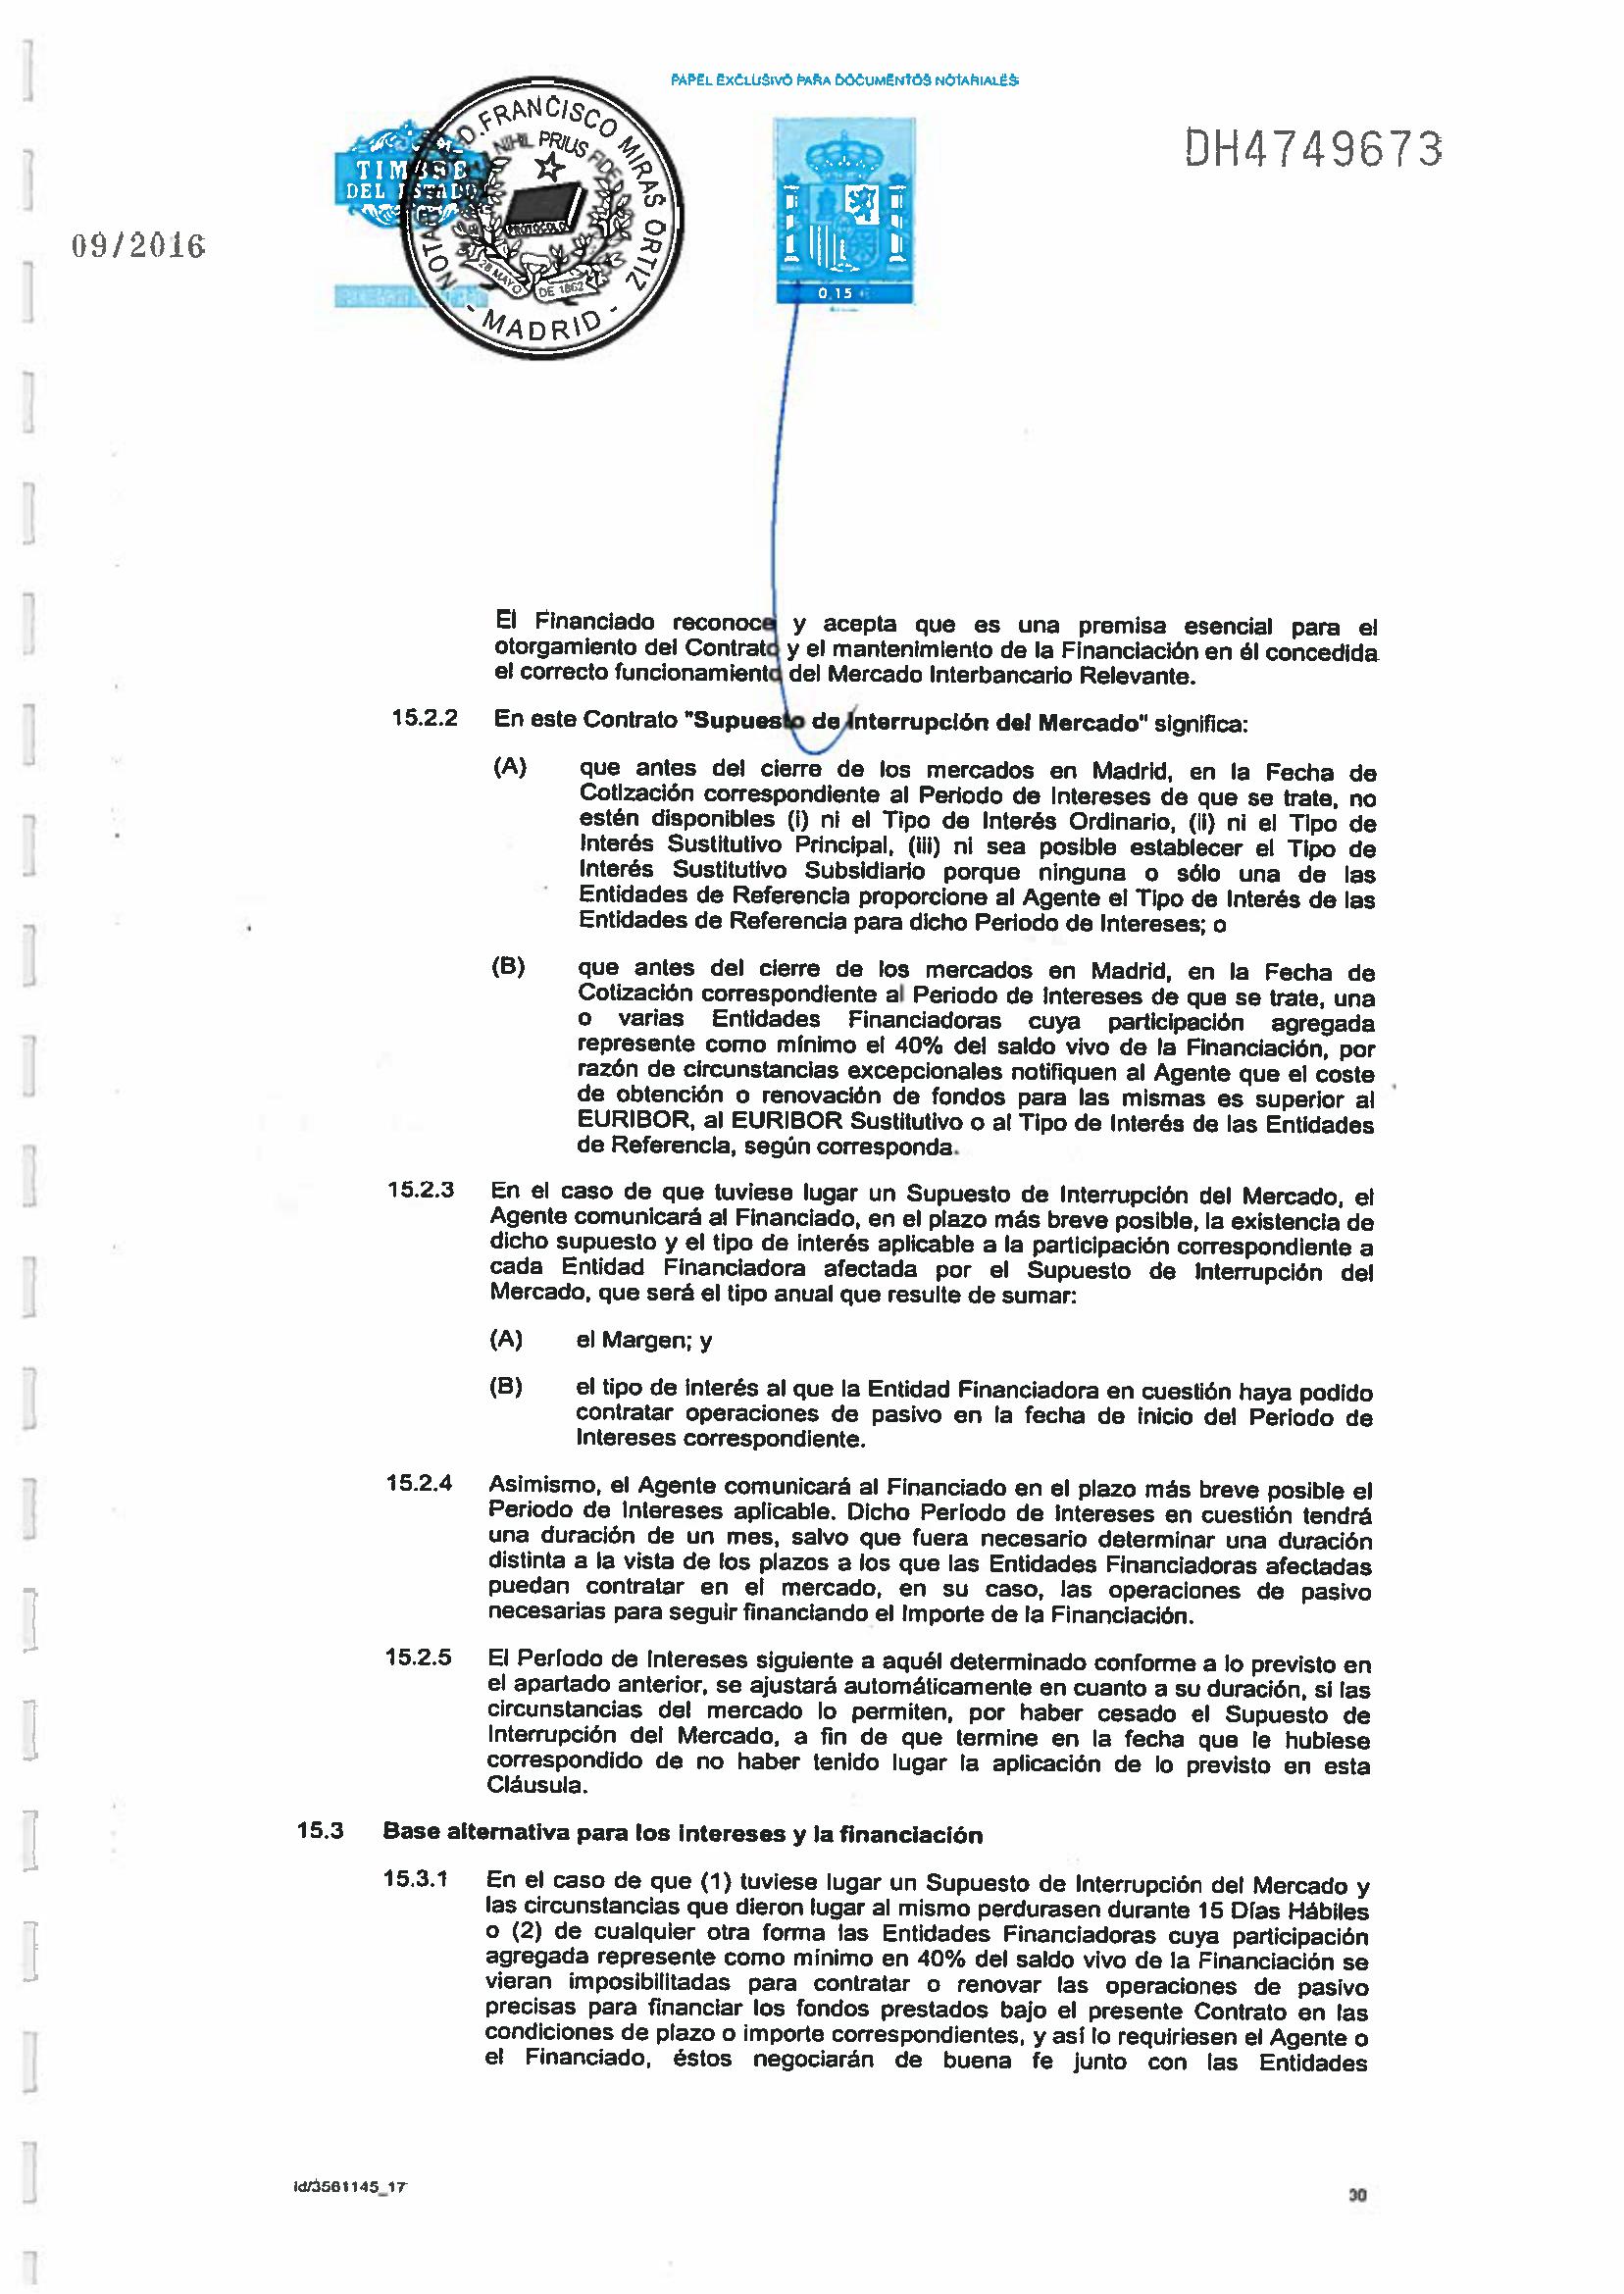 PAPEL EXCLUSIVO PARA DOCUMENTOS NOTARIALES
NOTARÍA DE D. FRANCISCO MIRAS ORTIZ
- MADRID -
NIHIL PRIUS FIDE
PROTOCOLO
28 MAYO DE 1862
TIMBRE
DEL ESTADO
0,15 €
DH4749673
09/2016
El Financiado reconoce y acepta que es una premisa esencial para el
otorgamiento del Contrato y el mantenimiento de la Financiación en él concedida
el correcto funcionamiento del Mercado Interbancario Relevante.
15.2.2 En este Contrato "Supuesto de Interrupción del Mercado" significa:
(A) que antes del cierre de los mercados en Madrid, en la Fecha de
Cotización correspondiente al Periodo de Intereses de que se trate, no
estén disponibles (i) ni el Tipo de Interés Ordinario, (ii) ni el Tipo de
Interés Sustitutivo Principal, (iii) ni sea posible establecer el Tipo de
Interés Sustitutivo Subsidiario porque ninguna o sólo una de las
Entidades de Referencia proporcione al Agente el Tipo de Interés de las
Entidades de Referencia para dicho Periodo de Intereses; o
(B) que antes del cierre de los mercados en Madrid, en la Fecha de
Cotización correspondiente al Periodo de Intereses de que se trate, una
o varias Entidades Financiadoras cuya participación agregada
represente como mínimo el 40% del saldo vivo de la Financiación, por
razón de circunstancias excepcionales notifiquen al Agente que el coste
de obtención o renovación de fondos para las mismas es superior al
EURIBOR, al EURIBOR Sustitutivo o al Tipo de Interés de las Entidades
de Referencia, según corresponda.
15.2.3 En el caso de que tuviese lugar un Supuesto de Interrupción del Mercado, el
Agente comunicará al Financiado, en el plazo más breve posible, la existencia de
dicho supuesto y el tipo de interés aplicable a la participación correspondiente a
cada Entidad Financiadora afectada por el Supuesto de Interrupción del
Mercado, que será el tipo anual que resulte de sumar:
(A) el Margen; y
(B) el tipo de interés al que la Entidad Financiadora en cuestión haya podido
contratar operaciones de pasivo en la fecha de inicio del Periodo de
Intereses correspondiente.
15.2.4 Asimismo, el Agente comunicará al Financiado en el plazo más breve posible el
Periodo de Intereses aplicable. Dicho Período de Intereses en cuestión tendrá
una duración de un mes, salvo que fuera necesario determinar una duración
distinta a la vista de los plazos a los que las Entidades Financiadoras afectadas
puedan contratar en el mercado, en su caso, las operaciones de pasivo
necesarias para seguir financiando el Importe de la Financiación.
15.2.5 El Período de Intereses siguiente a aquél determinado conforme a lo previsto en
el apartado anterior, se ajustará automáticamente en cuanto a su duración, si las
circunstancias del mercado lo permiten, por haber cesado el Supuesto de
Interrupción del Mercado, a fin de que termine en la fecha que le hubiese
correspondido de no haber tenido lugar la aplicación de lo previsto en esta
Cláusula.
15.3 Base alternativa para los intereses y la financiación
15.3.1 En el caso de que (1) tuviese lugar un Supuesto de Interrupción del Mercado y
las circunstancias que dieron lugar al mismo perdurasen durante 15 Días Hábiles
o (2) de cualquier otra forma las Entidades Financiadoras cuya participación
agregada represente como mínimo en 40% del saldo vivo de la Financiación se
vieran imposibilitadas para contratar o renovar las operaciones de pasivo
precisas para financiar los fondos prestados bajo el presente Contrato en las
condiciones de plazo o importe correspondientes, y así lo requiriesen el Agente o
el Financiado, éstos negociarán de buena fe junto con las Entidades
id/3561145_17
30